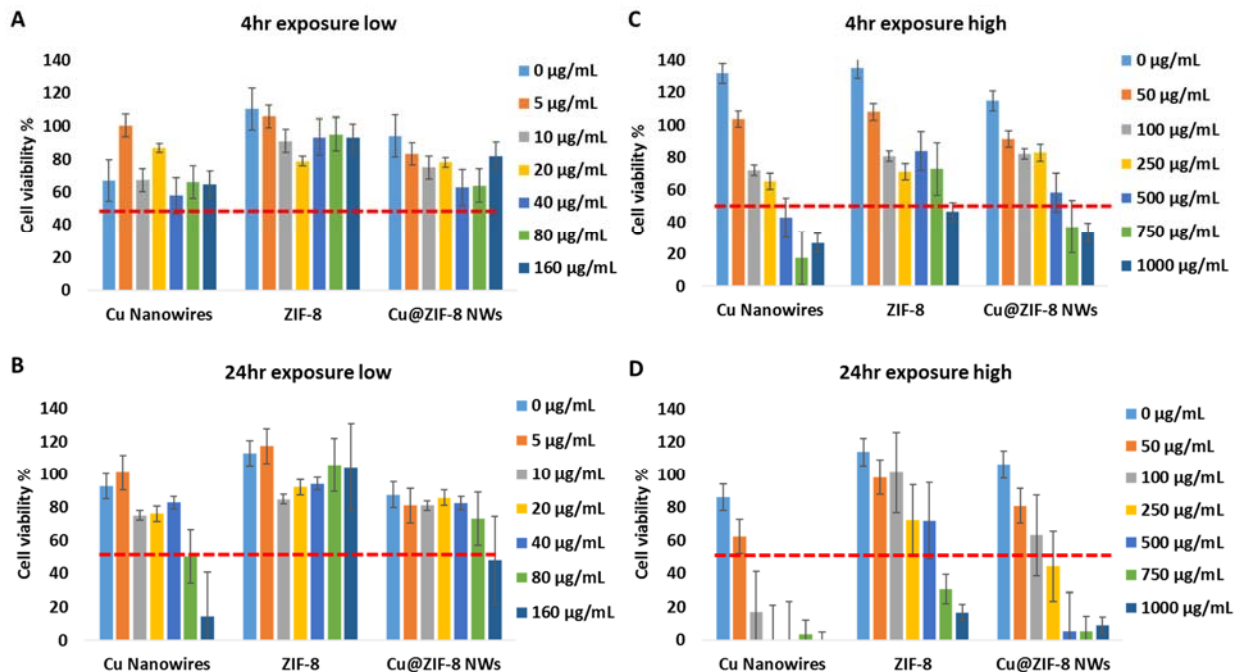 A
4hr exposure low
Cell viability %
140
120
100
80
60
40
20
0
Cu Nanowires
ZIF-8
Cu@ZIF-8 NWs
0 µg/mL
5 µg/mL
10 µg/mL
20 µg/mL
40 µg/mL
80 µg/mL
160 µg/mL
C
4hr exposure high
Cell viability %
140
120
100
80
60
40
20
0
Cu Nanowires
ZIF-8
Cu@ZIF-8 NWs
0 µg/mL
50 µg/mL
100 µg/mL
250 µg/mL
500 µg/mL
750 µg/mL
1000 µg/mL
B
24hr exposure low
Cell viability %
140
120
100
80
60
40
20
0
Cu Nanowires
ZIF-8
Cu@ZIF-8 NWs
0 µg/mL
5 µg/mL
10 µg/mL
20 µg/mL
40 µg/mL
80 µg/mL
160 µg/mL
D
24hr exposure high
Cell viability %
140
120
100
80
60
40
20
0
Cu Nanowires
ZIF-8
Cu@ZIF-8 NWs
0 µg/mL
50 µg/mL
100 µg/mL
250 µg/mL
500 µg/mL
750 µg/mL
1000 µg/mL